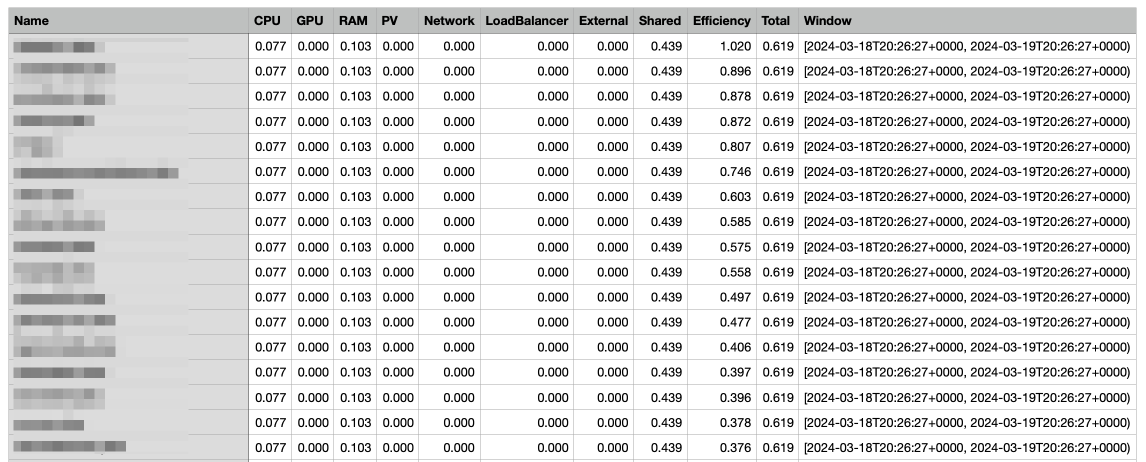 Name CPU GPU RAM PV Network LoadBalancer External Shared Efficiency Total Window
0.077 0.000 0.103 0.000 0.000 0.000 0.000 0.439 1.020 0.619 [2024-03-18T20:26:27+0000, 2024-03-19T20:26:27+0000)
0.077 0.000 0.103 0.000 0.000 0.000 0.000 0.439 0.896 0.619 [2024-03-18T20:26:27+0000, 2024-03-19T20:26:27+0000)
0.077 0.000 0.103 0.000 0.000 0.000 0.000 0.439 0.878 0.619 [2024-03-18T20:26:27+0000, 2024-03-19T20:26:27+0000)
0.077 0.000 0.103 0.000 0.000 0.000 0.000 0.439 0.872 0.619 [2024-03-18T20:26:27+0000, 2024-03-19T20:26:27+0000)
0.077 0.000 0.103 0.000 0.000 0.000 0.000 0.439 0.807 0.619 [2024-03-18T20:26:27+0000, 2024-03-19T20:26:27+0000)
0.077 0.000 0.103 0.000 0.000 0.000 0.000 0.439 0.746 0.619 [2024-03-18T20:26:27+0000, 2024-03-19T20:26:27+0000)
0.077 0.000 0.103 0.000 0.000 0.000 0.000 0.439 0.603 0.619 [2024-03-18T20:26:27+0000, 2024-03-19T20:26:27+0000)
0.077 0.000 0.103 0.000 0.000 0.000 0.000 0.439 0.585 0.619 [2024-03-18T20:26:27+0000, 2024-03-19T20:26:27+0000)
0.077 0.000 0.103 0.000 0.000 0.000 0.000 0.439 0.575 0.619 [2024-03-18T20:26:27+0000, 2024-03-19T20:26:27+0000)
0.077 0.000 0.103 0.000 0.000 0.000 0.000 0.439 0.558 0.619 [2024-03-18T20:26:27+0000, 2024-03-19T20:26:27+0000)
0.077 0.000 0.103 0.000 0.000 0.000 0.000 0.439 0.497 0.619 [2024-03-18T20:26:27+0000, 2024-03-19T20:26:27+0000)
0.077 0.000 0.103 0.000 0.000 0.000 0.000 0.439 0.477 0.619 [2024-03-18T20:26:27+0000, 2024-03-19T20:26:27+0000)
0.077 0.000 0.103 0.000 0.000 0.000 0.000 0.439 0.406 0.619 [2024-03-18T20:26:27+0000, 2024-03-19T20:26:27+0000)
0.077 0.000 0.103 0.000 0.000 0.000 0.000 0.439 0.397 0.619 [2024-03-18T20:26:27+0000, 2024-03-19T20:26:27+0000)
0.077 0.000 0.103 0.000 0.000 0.000 0.000 0.439 0.396 0.619 [2024-03-18T20:26:27+0000, 2024-03-19T20:26:27+0000)
0.077 0.000 0.103 0.000 0.000 0.000 0.000 0.439 0.378 0.619 [2024-03-18T20:26:27+0000, 2024-03-19T20:26:27+0000)
0.077 0.000 0.103 0.000 0.000 0.000 0.000 0.439 0.376 0.619 [2024-03-18T20:26:27+0000, 2024-03-19T20:26:27+0000)